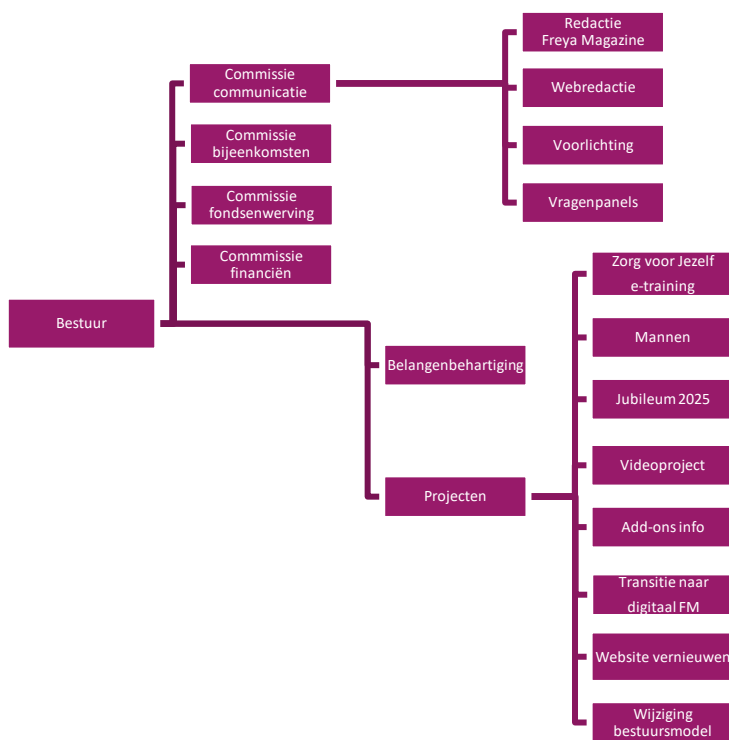 Redactie
Freya Magazine
Commissie
communicatie
Webredactie
Commissie
bijeenkomsten
Voorlichting
Commissie
fondsenwerving
Vragenpanels
Commmissie
financiën
Zorg voor Jezelf
e-training
Bestuur
Mannen
Belangenbehartiging
Jubileum 2025
Videoproject
Projecten
Add-ons info
Transitie naar
digitaal FM
Website vernieuwen
Wijziging
bestuursmodel